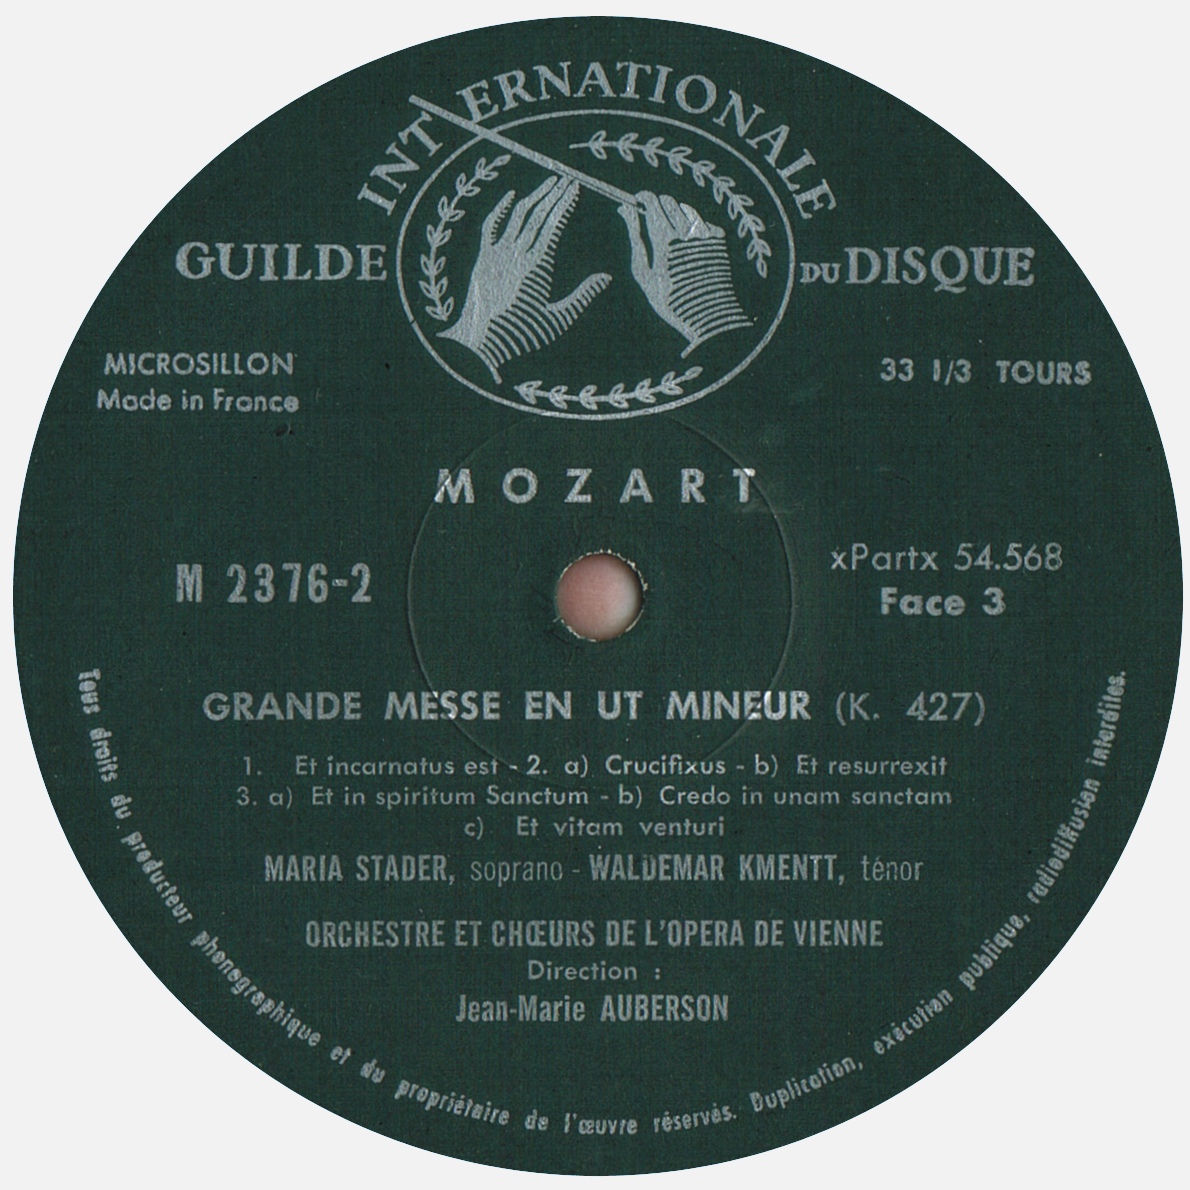 INTERNATIONALE
GUILDE DU DISQUE
MICROSILLON
Made in France
33 1/3 TOURS
MOZART
M 2376-2
xPartx 54.568
Face 3
GRANDE MESSE EN UT MINEUR (K. 427)
1. Et incarnatus est - 2. a) Crucifixus - b) Et resurrexit
3. a) Et in spiritum Sanctum - b) Credo in unam sanctam
c) Et vitam venturi
MARIA STADER, soprano - WALDEMAR KMENTT, ténor
ORCHESTRE ET CHŒURS DE L'OPERA DE VIENNE
Direction :
Jean-Marie AUBERSON
Tous droits du producteur phonographique et du propriétaire de l'œuvre réservés. Duplication, exécution publique, radiodiffusion interdites.